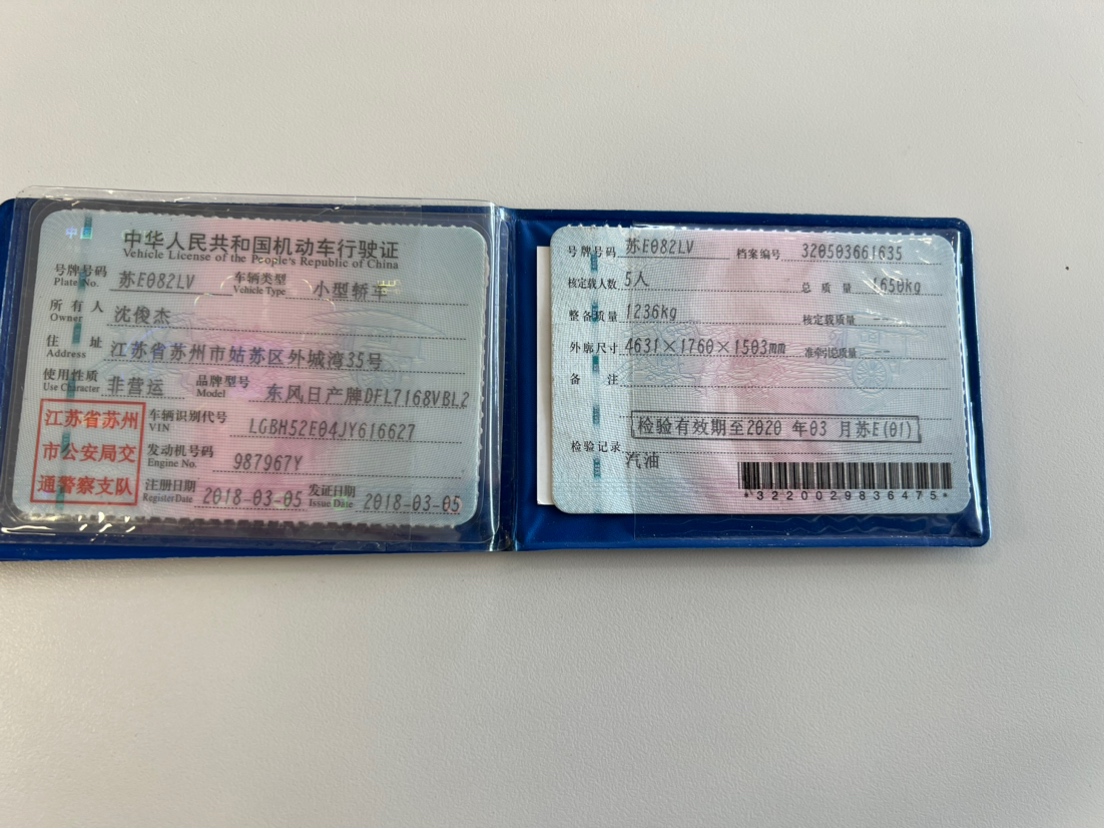 中华人民共和国机动车行驶证
Vehicle License of the People's Republic of China
号牌号码 Plate No. 苏E082LV 车辆类型 Vehicle Type 小型轿车
所有人 Owner 沈俊杰
住址 Address 江苏省苏州市姑苏区外城湾35号
使用性质 Use Character 非营运 品牌型号 Model 东风日产牌DFL7168VBL2
江苏省苏州
市公安局交
通警察支队
车辆识别代号 VIN LGBH52E04JY616627
发动机号码 Engine No. 987967Y
注册日期 Register Date 2018-03-05 发证日期 Issue Date 2018-03-05
号牌号码 苏E082LV 档案编号 320503661635
核定载人数 5人 总质量 1650kg
整备质量 1236kg 核定载质量 --
外廓尺寸 4631×1760×1503mm 准牵引总质量 --
备注
检验有效期至2020 年03 月苏E(01)
检验记录
汽油
*3220029836475*